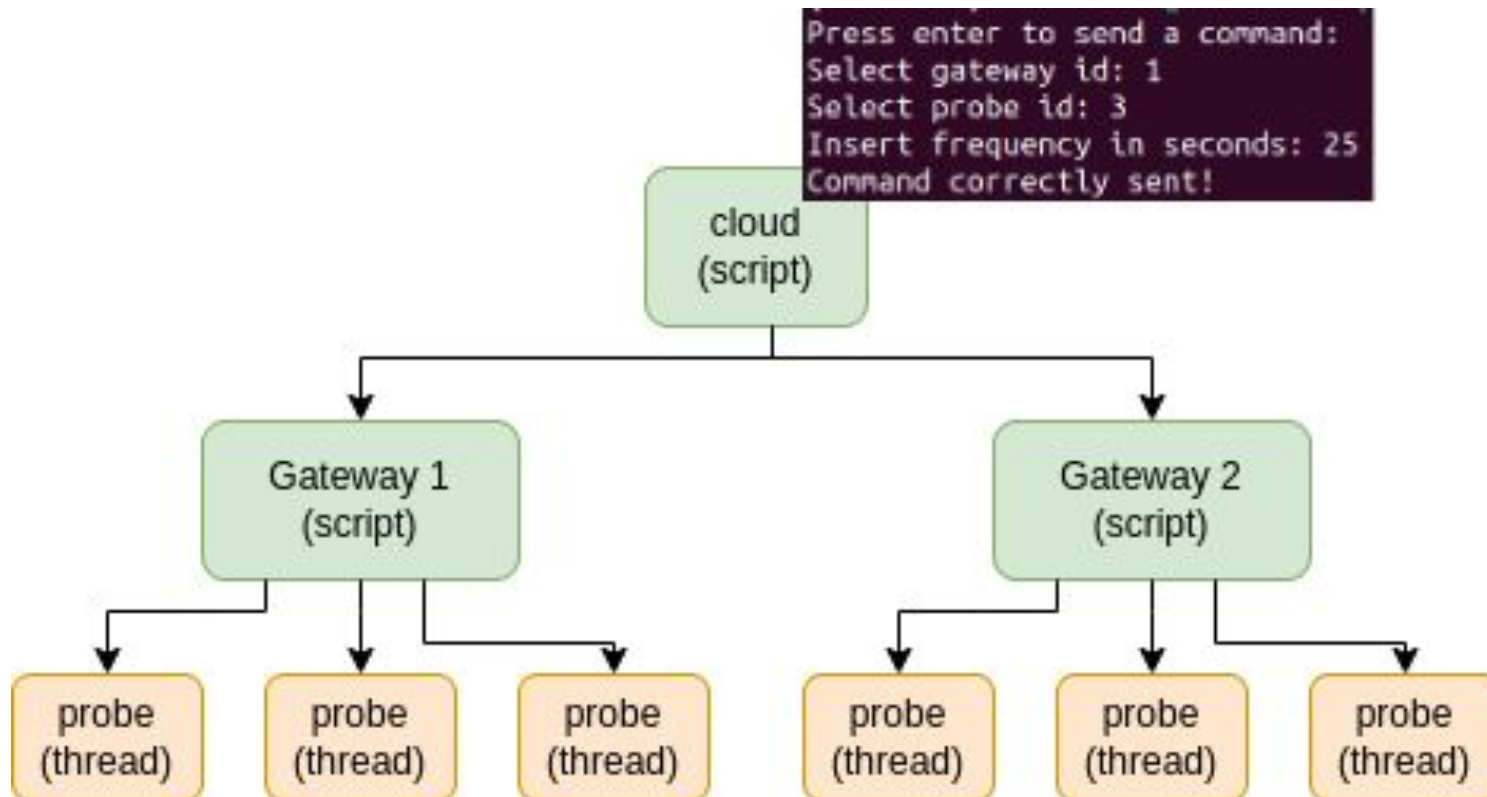 Press enter to send a command:
Select gateway id: 1
Select probe id: 3
Insert frequency in seconds: 25
Command correctly sent!
cloud
(script)
Gateway 1
(script)
Gateway 2
(script)
probe
(thread)
probe
(thread)
probe
(thread)
probe
(thread)
probe
(thread)
probe
(thread)